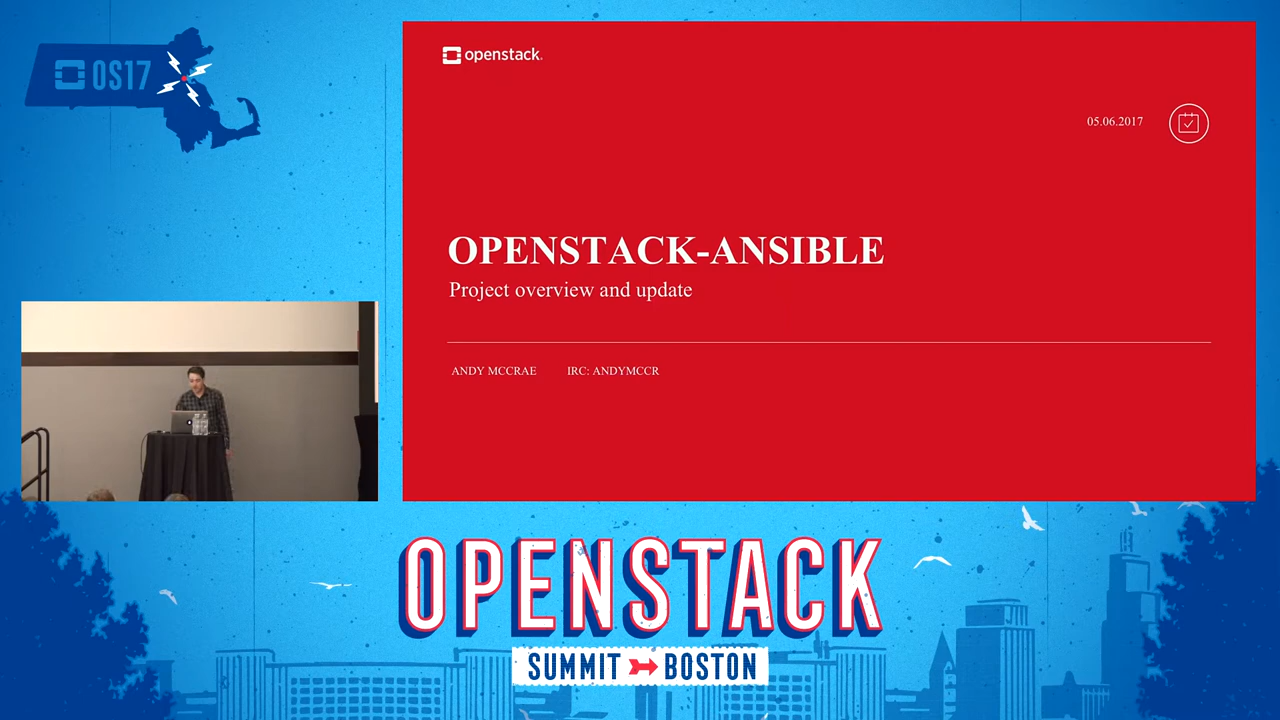 OS17
openstack.
05.06.2017
OPENSTACK-ANSIBLE
Project overview and update
ANDY MCCRAE IRC: ANDYMCCR
OPENSTACK
SUMMIT BOSTON